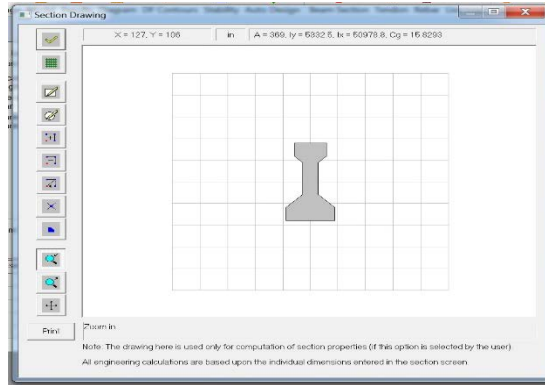 Section Drawing
X = 127, Y = 106
in
A = 369, Iy = 5332.5, Ix = 50978.8, Cg = 15.8293
Print
Zoom in
Note: The drawing here is used only for computation of section properties (if this option is selected by the user).
All engineering calculations are based upon the individual dimensions entered in the section screen